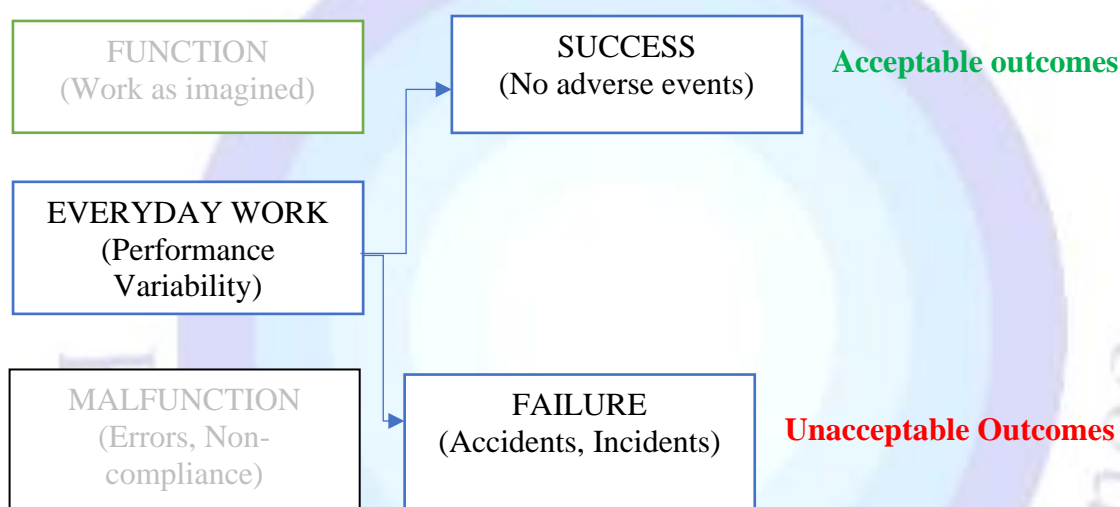 FUNCTION
(Work as imagined)
SUCCESS
(No adverse events)
Acceptable outcomes
EVERYDAY WORK
(Performance
Variability)
MALFUNCTION
(Errors, Non-
compliance)
FAILURE
(Accidents, Incidents)
Unacceptable Outcomes